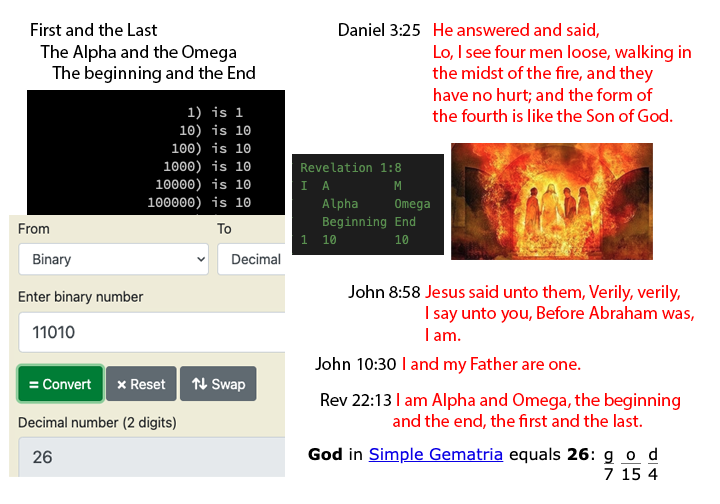 First and the Last
The Alpha and the Omega
The beginning and the End
1) is 1
10) is 10
100) is 10
1000) is 10
10000) is 10
100000) is 10
From
To
Binary
Decimal
Enter binary number
11010
= Convert
× Reset
Swap
Decimal number (2 digits)
26
Daniel 3:25 He answered and said,
Lo, I see four men loose, walking in
the midst of the fire, and they
have no hurt; and the form of
the fourth is like the Son of God.
Revelation 1:8
I A M
Alpha Omega
Beginning End
1 10 10
John 8:58 Jesus said unto them, Verily, verily,
I say unto you, Before Abraham was,
I am.
John 10:30 I and my Father are one.
Rev 22:13 I am Alpha and Omega, the beginning
and the end, the first and the last.
God in Simple Gematria equals 26: g o d
7 15 4